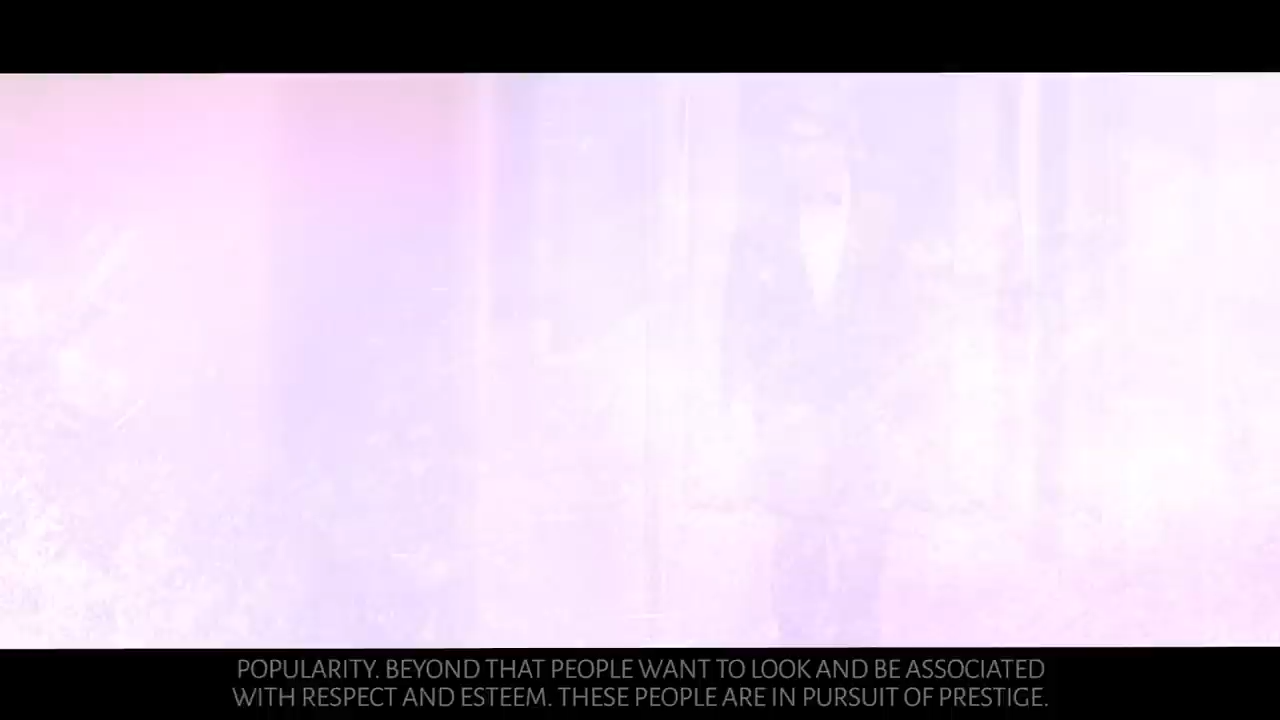 POPULARITY. BEYOND THAT PEOPLE WANT TO LOOK AND BE ASSOCIATED
WITH RESPECT AND ESTEEM. THESE PEOPLE ARE IN PURSUIT OF PRESTIGE.